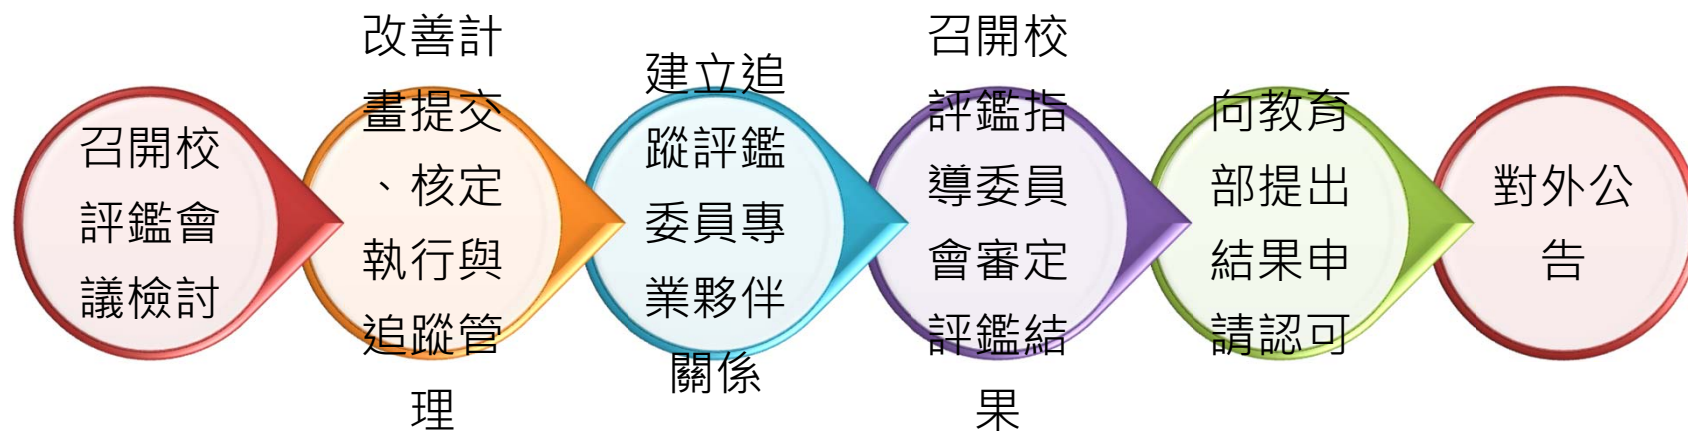 召開校
評鑑會
議檢討
改善計
畫提交
、核定
執行與
追蹤管
理
建立追
蹤評鑑
委員專
業夥伴
關係
召開校
評鑑指
導委員
會審定
評鑑結
果
向教育
部提出
結果申
請認可
對外公
告